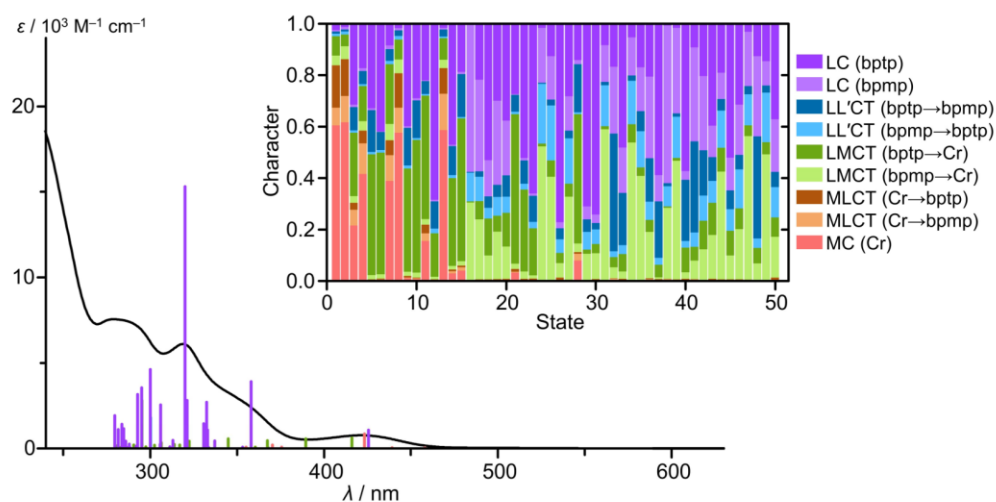 ε / 10³ M⁻¹ cm⁻¹
20
10
0
300
400
500
600
λ / nm
1.0
0.8
0.6
0.4
0.2
0.0
Character
0
10
20
30
40
50
State
LC (bptp)
LC (bpmp)
LL′CT (bptp→bpmp)
LL′CT (bpmp→bptp)
LMCT (bptp→Cr)
LMCT (bpmp→Cr)
MLCT (Cr→bptp)
MLCT (Cr→bpmp)
MC (Cr)